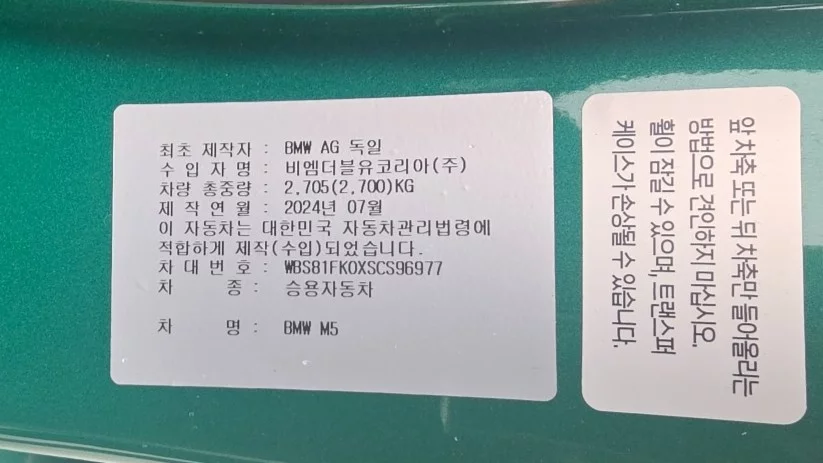 최초 제작자 : BMW AG 독일
수 입 자 명 : 비엠더블유코리아(주)
차량 총중량 : 2,705(2,700)KG
제 작 연 월 : 2024년 07월
이 자동차는 대한민국 자동차관리법령에
적합하게 제작(수입)되었습니다.
차 대 번 호 : WBS81FK0XSCS96977
차 종 : 승용자동차
차 명 : BMW M5
앞 차축 또는 뒤 차축만 들어올리는
방법으로 견인하지 마십시오.
휠이 잠길 수 있으며, 트랜스퍼
케이스가 손상될 수 있습니다.